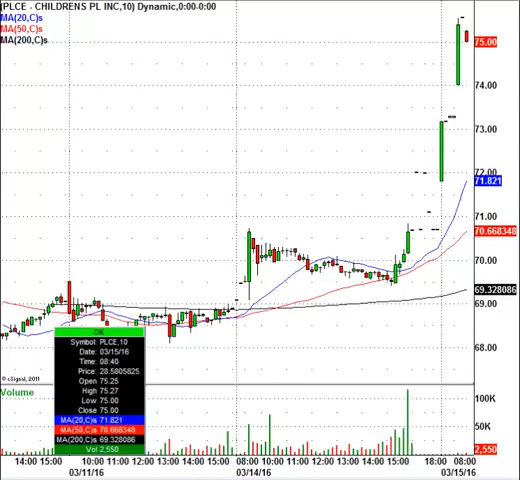 (PLCE - CHILDRENS PL INC,10) Dynamic,0:00-0:00
MA(20,C)s
MA(50,C)s
MA(200,C)s
75.00
74.00
73.00
72.00
71.821
71.00
70.668348
70.00
69.328086
69.00
68.00
OK
Symbol: PLCE,10
Date: 03/15/16
Time: 08:40
Price: 28.5805825
Open 75.25
High 75.27
Low 75.00
Close 75.00
MA(20,C)s 71.821
MA(50,C)s 70.668348
MA(200,C)s 69.328086
Vol 2,550
© eSignal, 2011
Volume
100K
50K
2,550
14:00 15:00 10:00 11:00 12:00 13:00 14:00 15:00 08:00 10:00 11:00 12:00 13:00 14:00 15:00 18:00 08:00
03/11/16 03/14/16 03/15/16